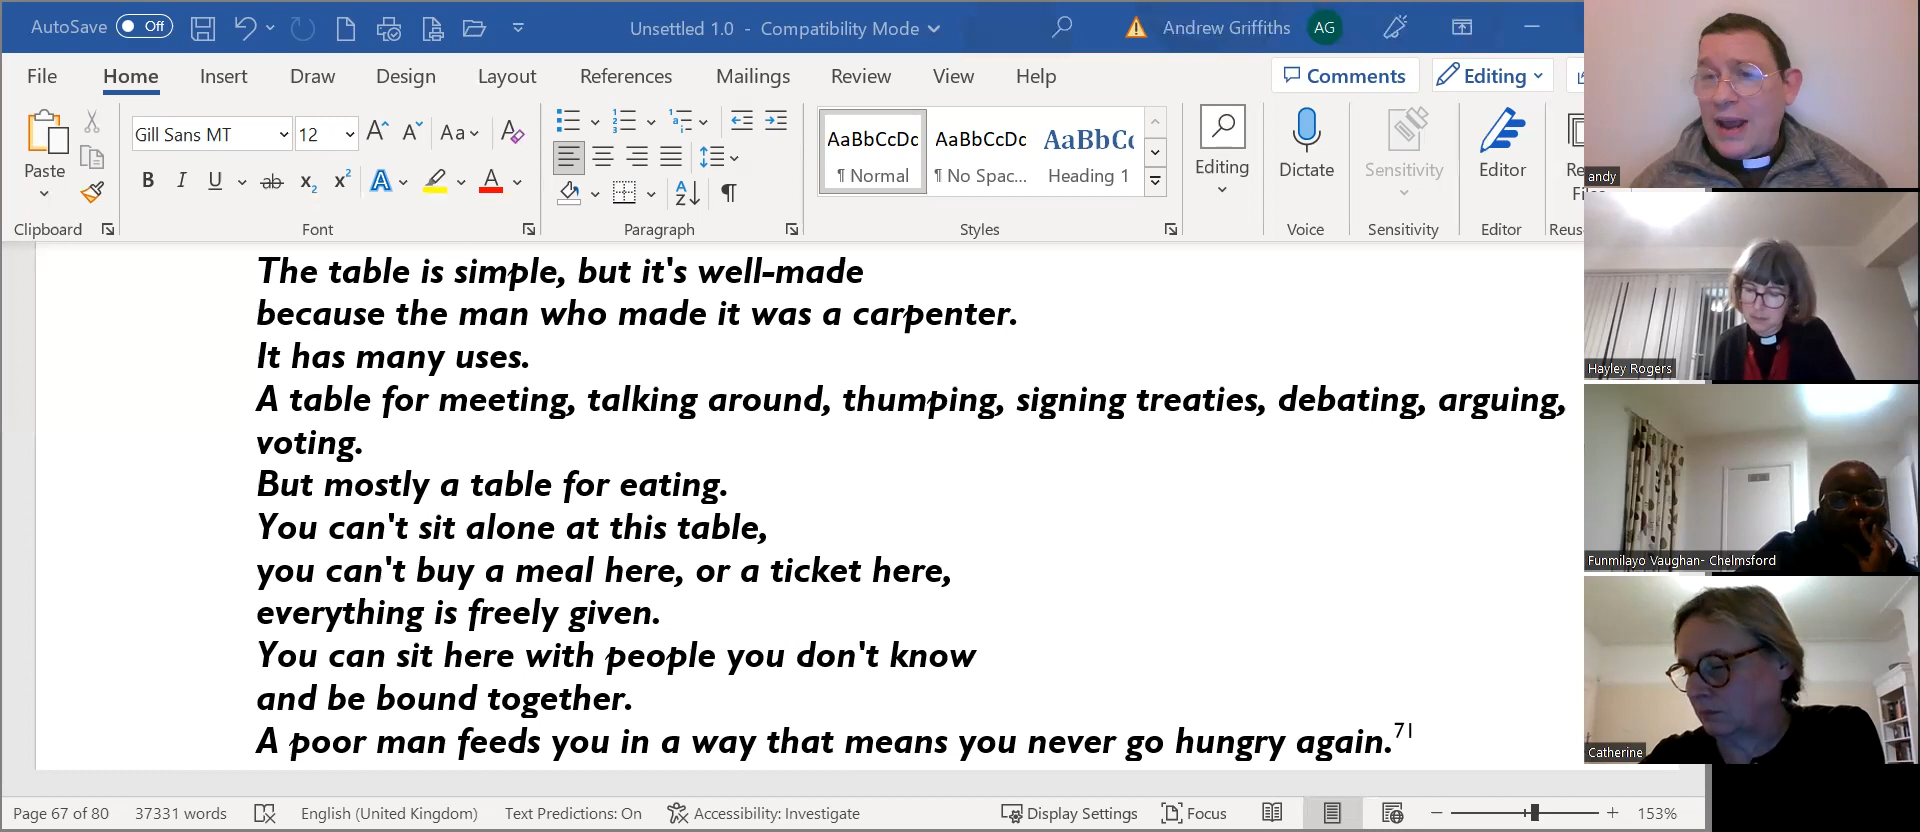 AutoSave Off
Unsettled 1.0 - Compatibility Mode
Andrew Griffiths AG
File Home Insert Draw Design Layout References Mailings Review View Help Comments Editing
Paste
Gill Sans MT 12
Aa
AaBbCcDc AaBbCcDc AaBbCc
¶ Normal ¶ No Spac... Heading 1
Editing
Dictate
Sensitivity
Editor
Clipboard Font Paragraph Styles Voice Sensitivity Editor
The table is simple, but it's well-made
because the man who made it was a carpenter.
It has many uses.
A table for meeting, talking around, thumping, signing treaties, debating, arguing,
voting.
But mostly a table for eating.
You can't sit alone at this table,
you can't buy a meal here, or a ticket here,
everything is freely given.
You can sit here with people you don't know
and be bound together.
A poor man feeds you in a way that means you never go hungry again.71
Page 67 of 80 37331 words English (United Kingdom) Text Predictions: On Accessibility: Investigate Display Settings Focus 153%
andy
Hayley Rogers
Funmilayo Vaughan- Chelmsford
Catherine